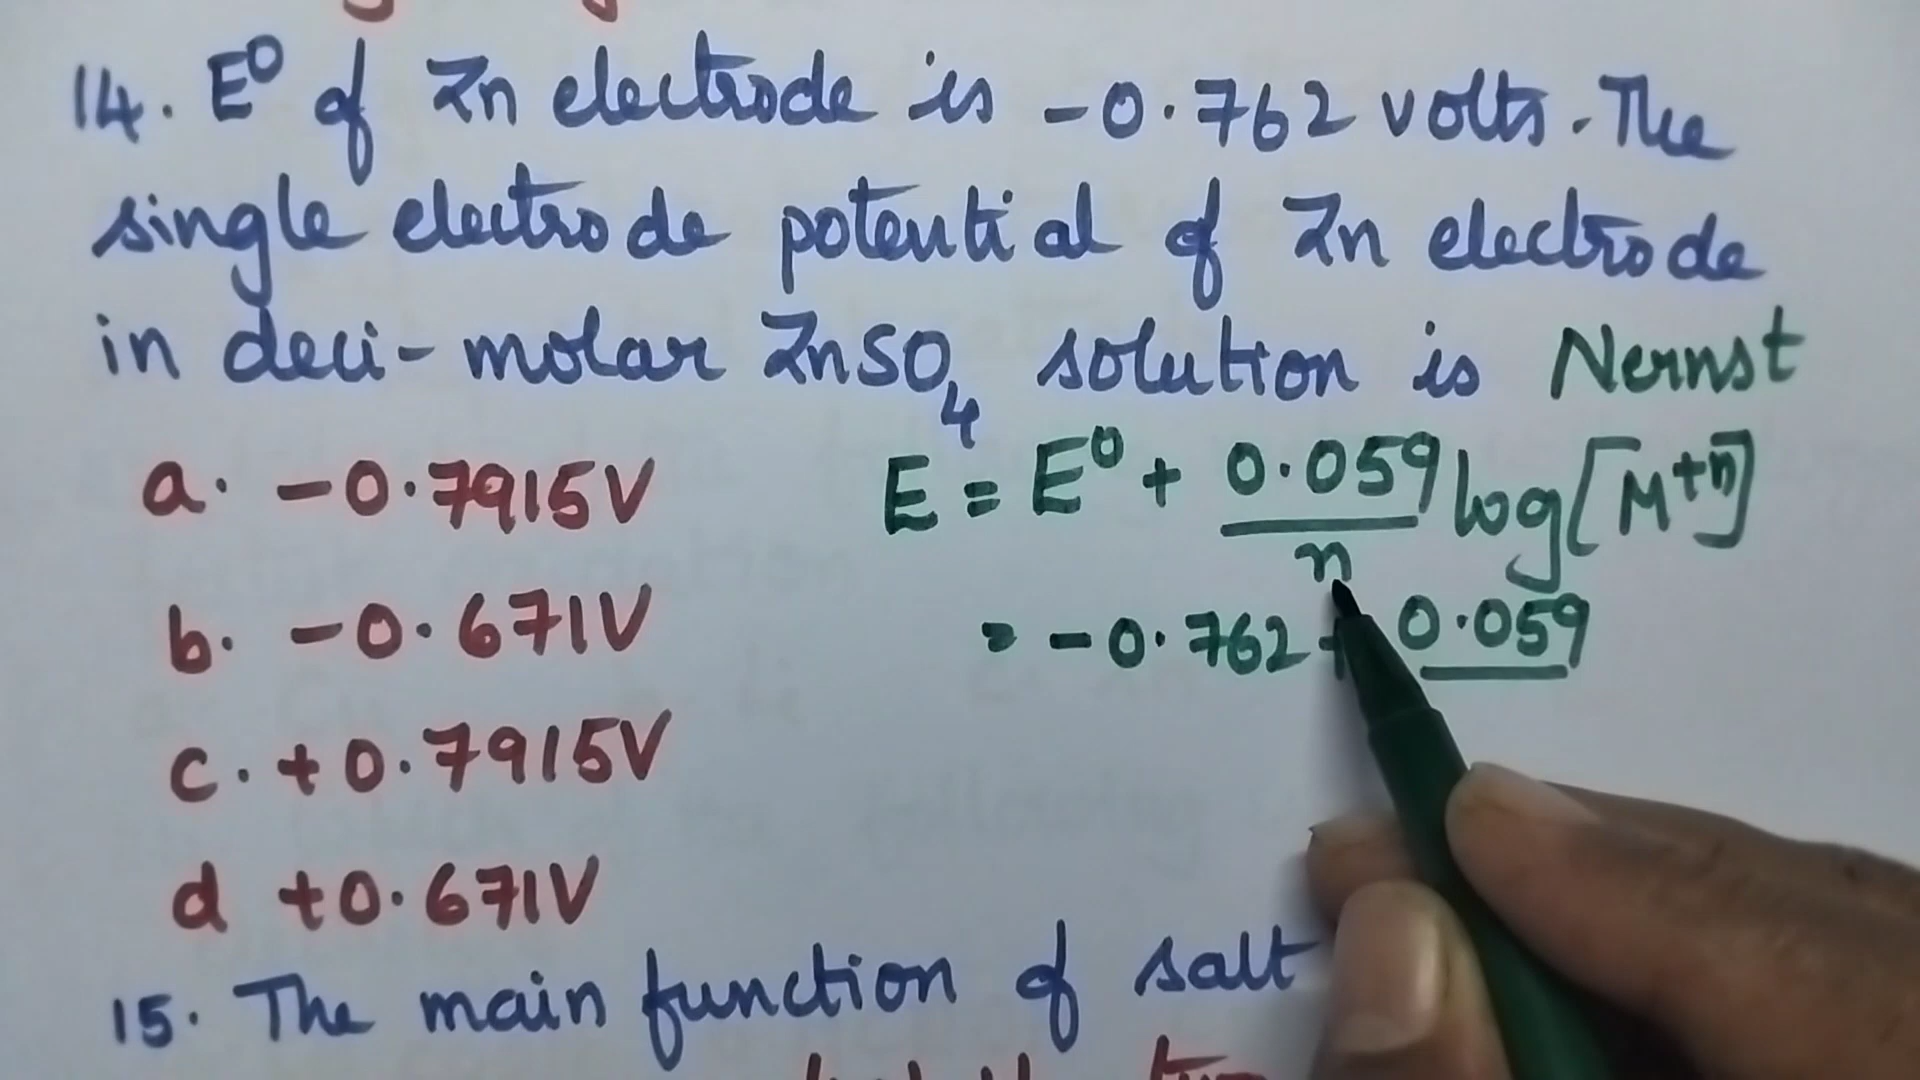 14. E⁰ of Zn electrode is -0.762 volts. The
single electrode potential of Zn electrode
in deci-molar ZnSO₄ solution is Nernst
E = E⁰ + 0.059/n log[M⁺ⁿ]
= -0.762 + 0.059
a. -0.7915V
b. -0.671V
c. +0.7915V
d +0.671V
15. The main function of salt